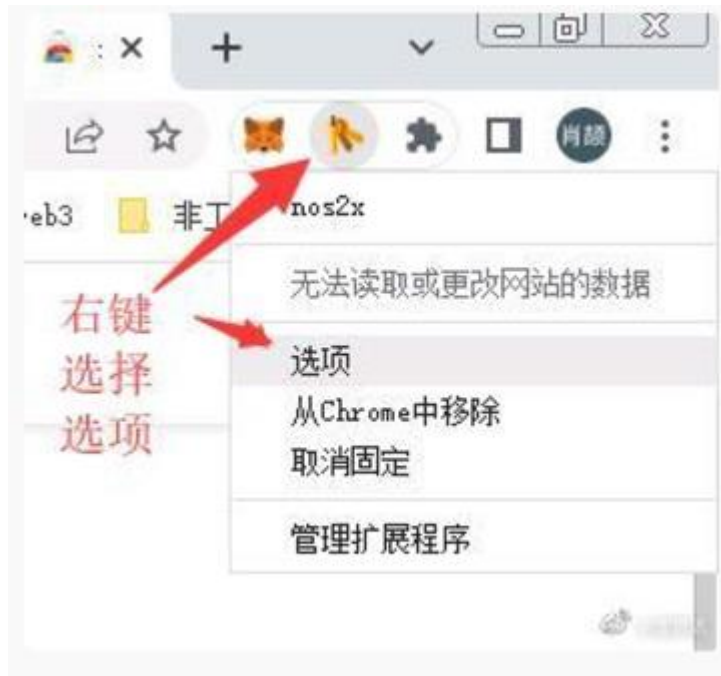 肖颉
eb3
非工
nos2x
无法读取或更改网站的数据
右键
选择
选项
选项
从Chrome中移除
取消固定
管理扩展程序